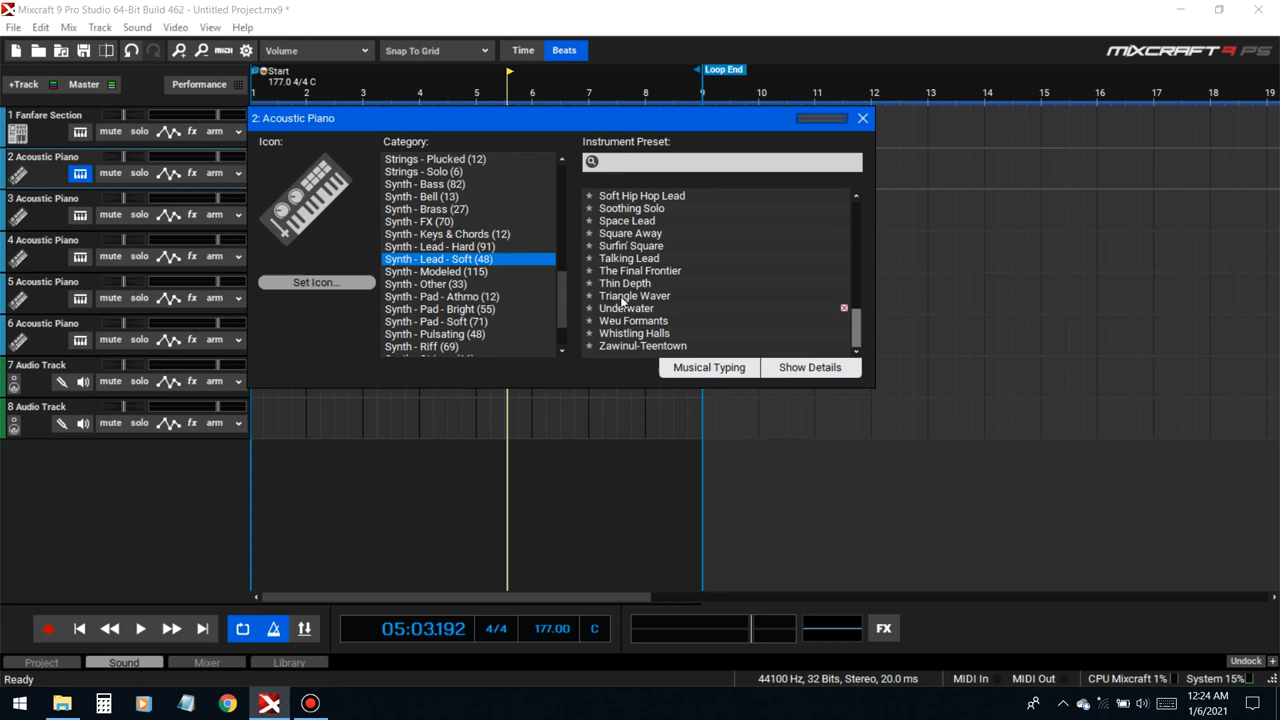 Mixcraft 9 Pro Studio 64-Bit Build 462 - Untitled Project.mx9 *
File Edit Mix Track Sound Video View Help
MIDI Volume Snap To Grid Time Beats MIXCRAFT 9 PS
+Track Master Performance
Start
177.0 4/4 C
Loop End
1 2 3 4 5 6 7 8 9 10 11 12 13 14 15 16 17 18 19
1 Fanfare Section
mute solo fx arm
2 Acoustic Piano
mute solo fx arm
3 Acoustic Piano
mute solo fx arm
4 Acoustic Piano
mute solo fx arm
5 Acoustic Piano
mute solo fx arm
6 Acoustic Piano
mute solo fx arm
7 Audio Track
mute solo fx arm
8 Audio Track
mute solo fx arm
2: Acoustic Piano
Icon:
Set Icon...
Category:
Strings - Plucked (12)
Strings - Solo (6)
Synth - Bass (82)
Synth - Bell (13)
Synth - Brass (27)
Synth - FX (70)
Synth - Keys & Chords (12)
Synth - Lead - Hard (91)
Synth - Lead - Soft (48)
Synth - Modeled (115)
Synth - Other (33)
Synth - Pad - Athmo (12)
Synth - Pad - Bright (55)
Synth - Pad - Soft (71)
Synth - Pulsating (48)
Synth - Riff (69)
Instrument Preset:
Soft Hip Hop Lead
Soothing Solo
Space Lead
Square Away
Surfin' Square
Talking Lead
The Final Frontier
Thin Depth
Triangle Waver
Underwater
Weu Formants
Whistling Halls
Zawinul-Teentown
Musical Typing Show Details
05:03.192 4/4 177.00 C FX
Project Sound Mixer Library Undock +
Ready 44100 Hz, 32 Bits, Stereo, 20.0 ms MIDI In MIDI Out CPU Mixcraft 1% System 15%
12:24 AM
1/6/2021